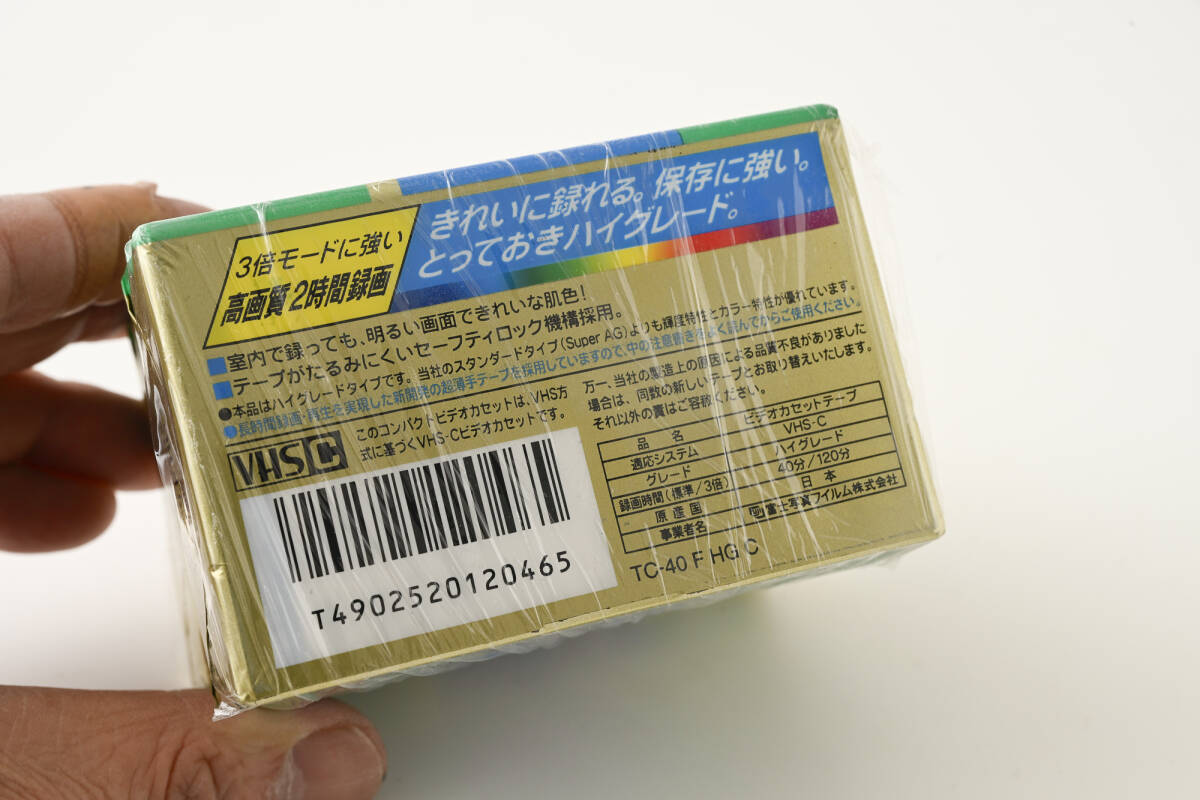 3倍モードに強い
高画質2時間録画
きれいに録れる。保存に強い。
とっておきハイグレード。
■室内で録っても、明るい画面できれいな肌色!
■テープがたるみにくいセーフティロック機構採用。
●本品はハイグレードタイプです。当社のスタンダードタイプ(Super AG)よりも輝度特性とカラー特性が優れています。
●長時間録画・再生を実現した新開発の超薄手テープを採用していますので、中の注意書きをよく読んでからご使用ください。
VHS C
このコンパクトビデオカセットは、VHS方
式に基づくVHS-Cビデオカセットです。
T4902520120465
万一、当社の製造上の原因による品質不良がありました
場合は、同数の新しいテープとお取り替えいたします。
それ以外の責はご容赦ください。
品名 ビデオカセットテープ
適応システム VHS-C
グレード ハイグレード
録画時間(標準/3倍) 40分/120分
原産国 日本
事業者名 富士写真フイルム株式会社
TC-40 F HG C